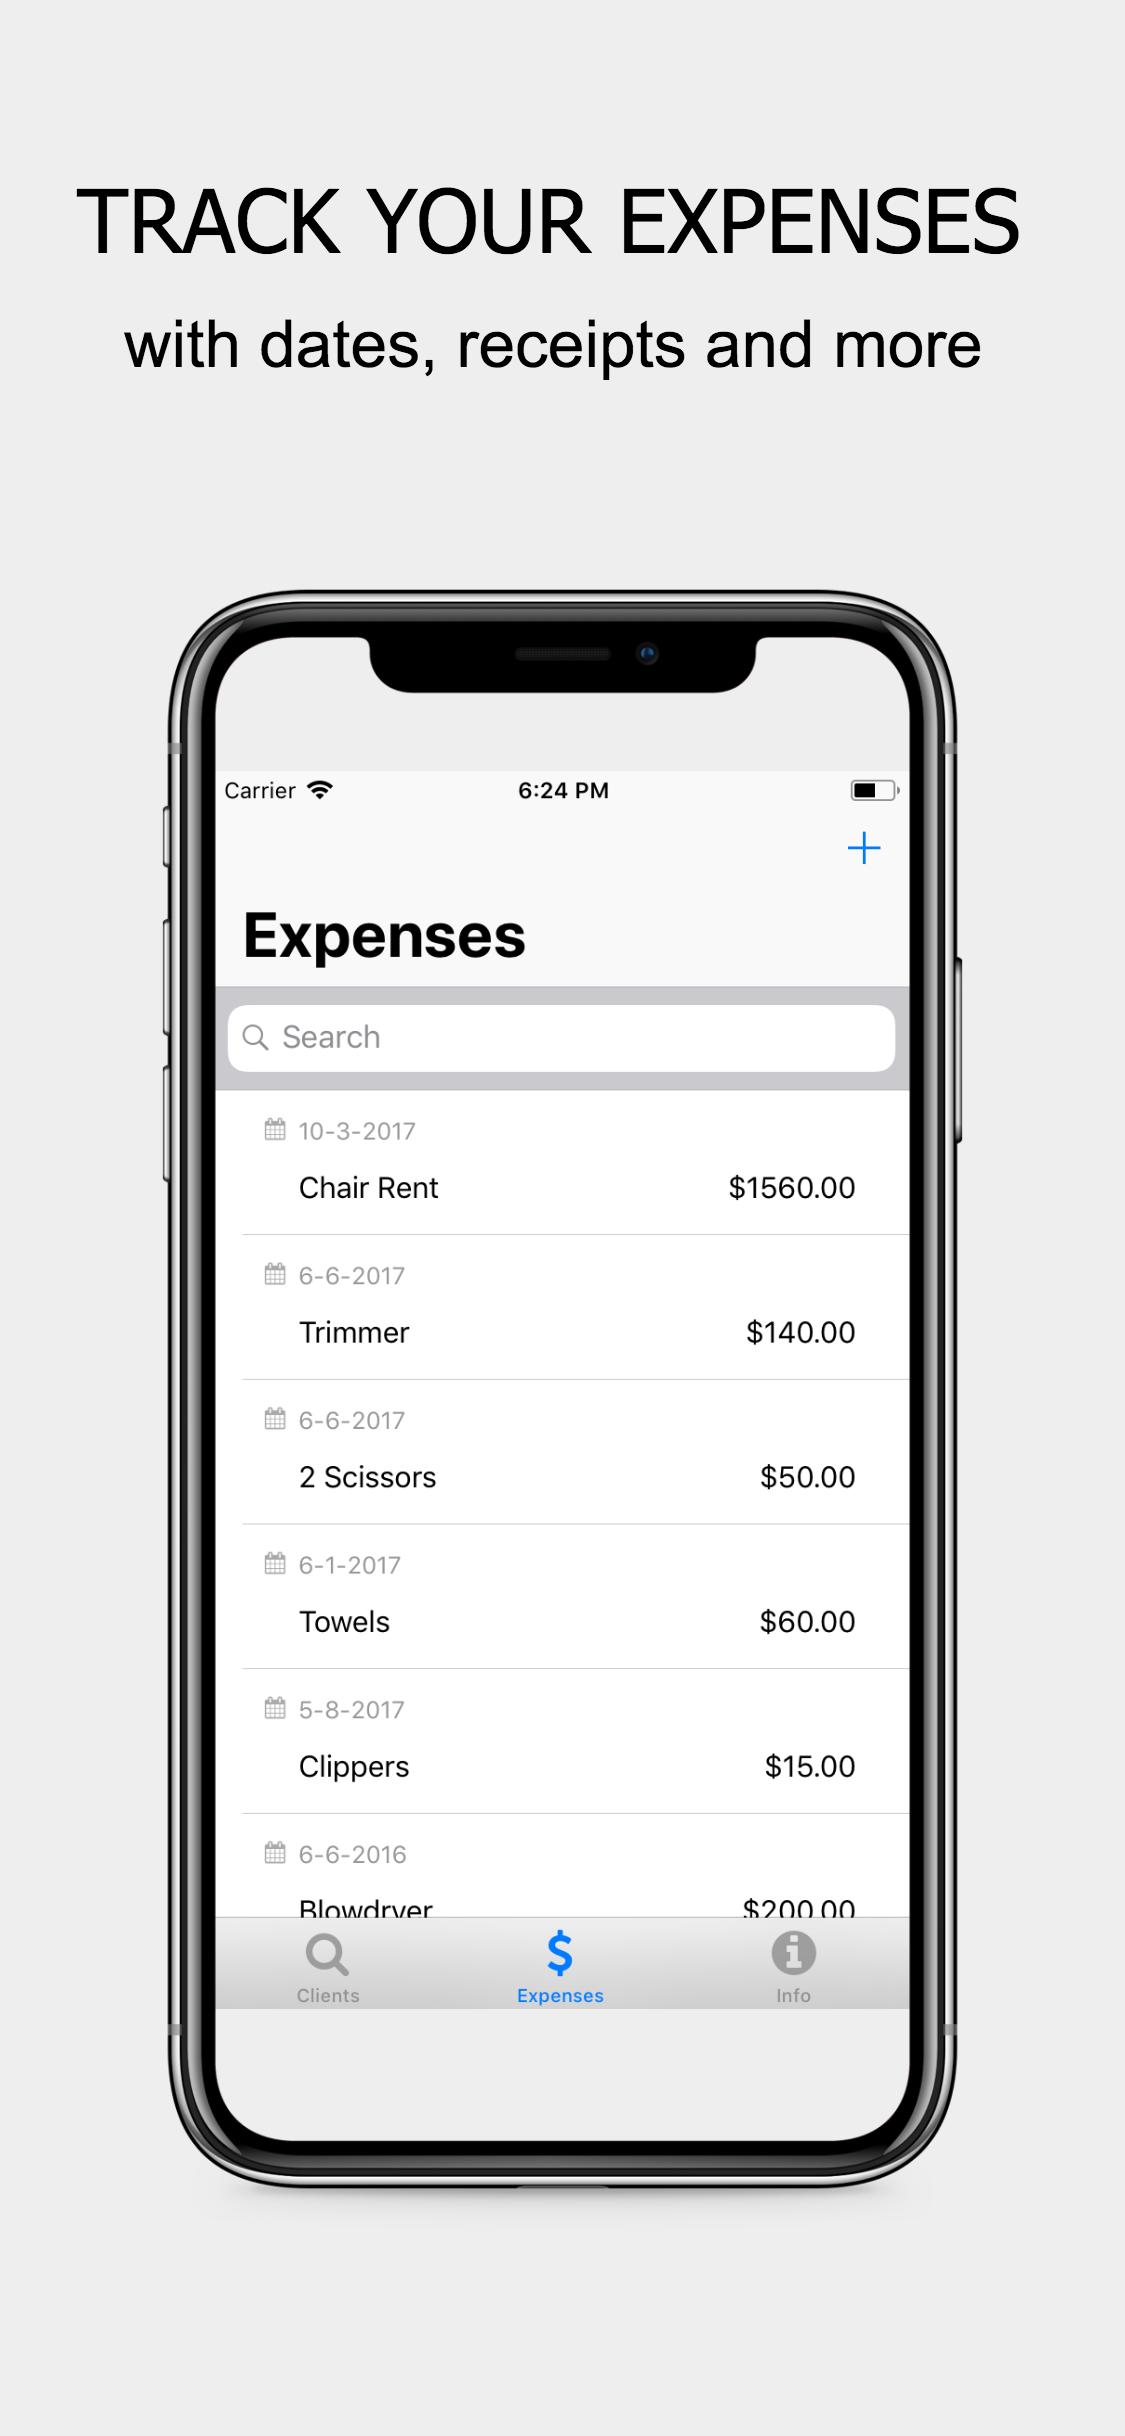 TRACK YOUR EXPENSES
with dates, receipts and more
Carrier 6:24 PM
+
Expenses
Search
10-3-2017
Chair Rent $1560.00
6-6-2017
Trimmer $140.00
6-6-2017
2 Scissors $50.00
6-1-2017
Towels $60.00
5-8-2017
Clippers $15.00
6-6-2016
Blowdryer $200.00
Clients Expenses Info